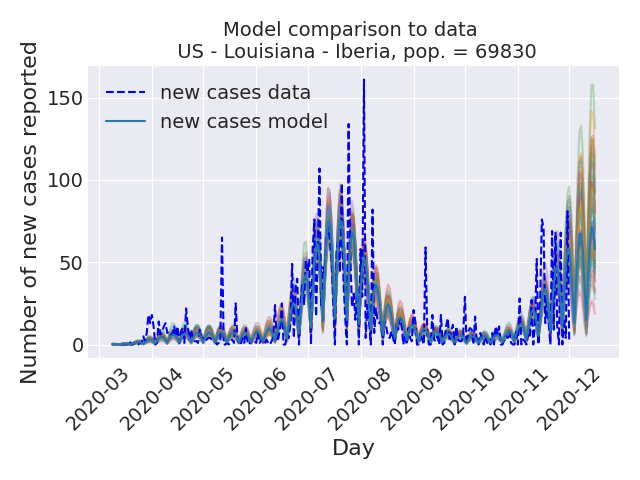 Model comparison to data
US - Louisiana - Iberia, pop. = 69830
Number of new cases reported
new cases data
new cases model
150
100
50
0
2020-03
2020-04
2020-05
2020-06
2020-07
2020-08
2020-09
2020-10
2020-11
2020-12
Day